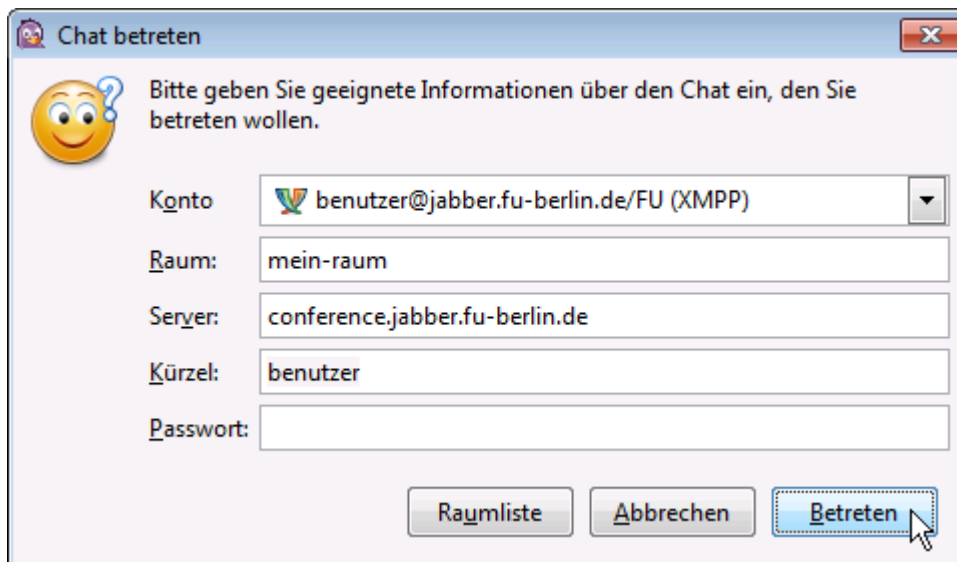 Chat betreten
Bitte geben Sie geeignete Informationen über den Chat ein, den Sie
betreten wollen.
Konto benutzer@jabber.fu-berlin.de/FU (XMPP)
Raum: mein-raum
Server: conference.jabber.fu-berlin.de
Kürzel: benutzer
Passwort:
Raumliste Abbrechen Betreten